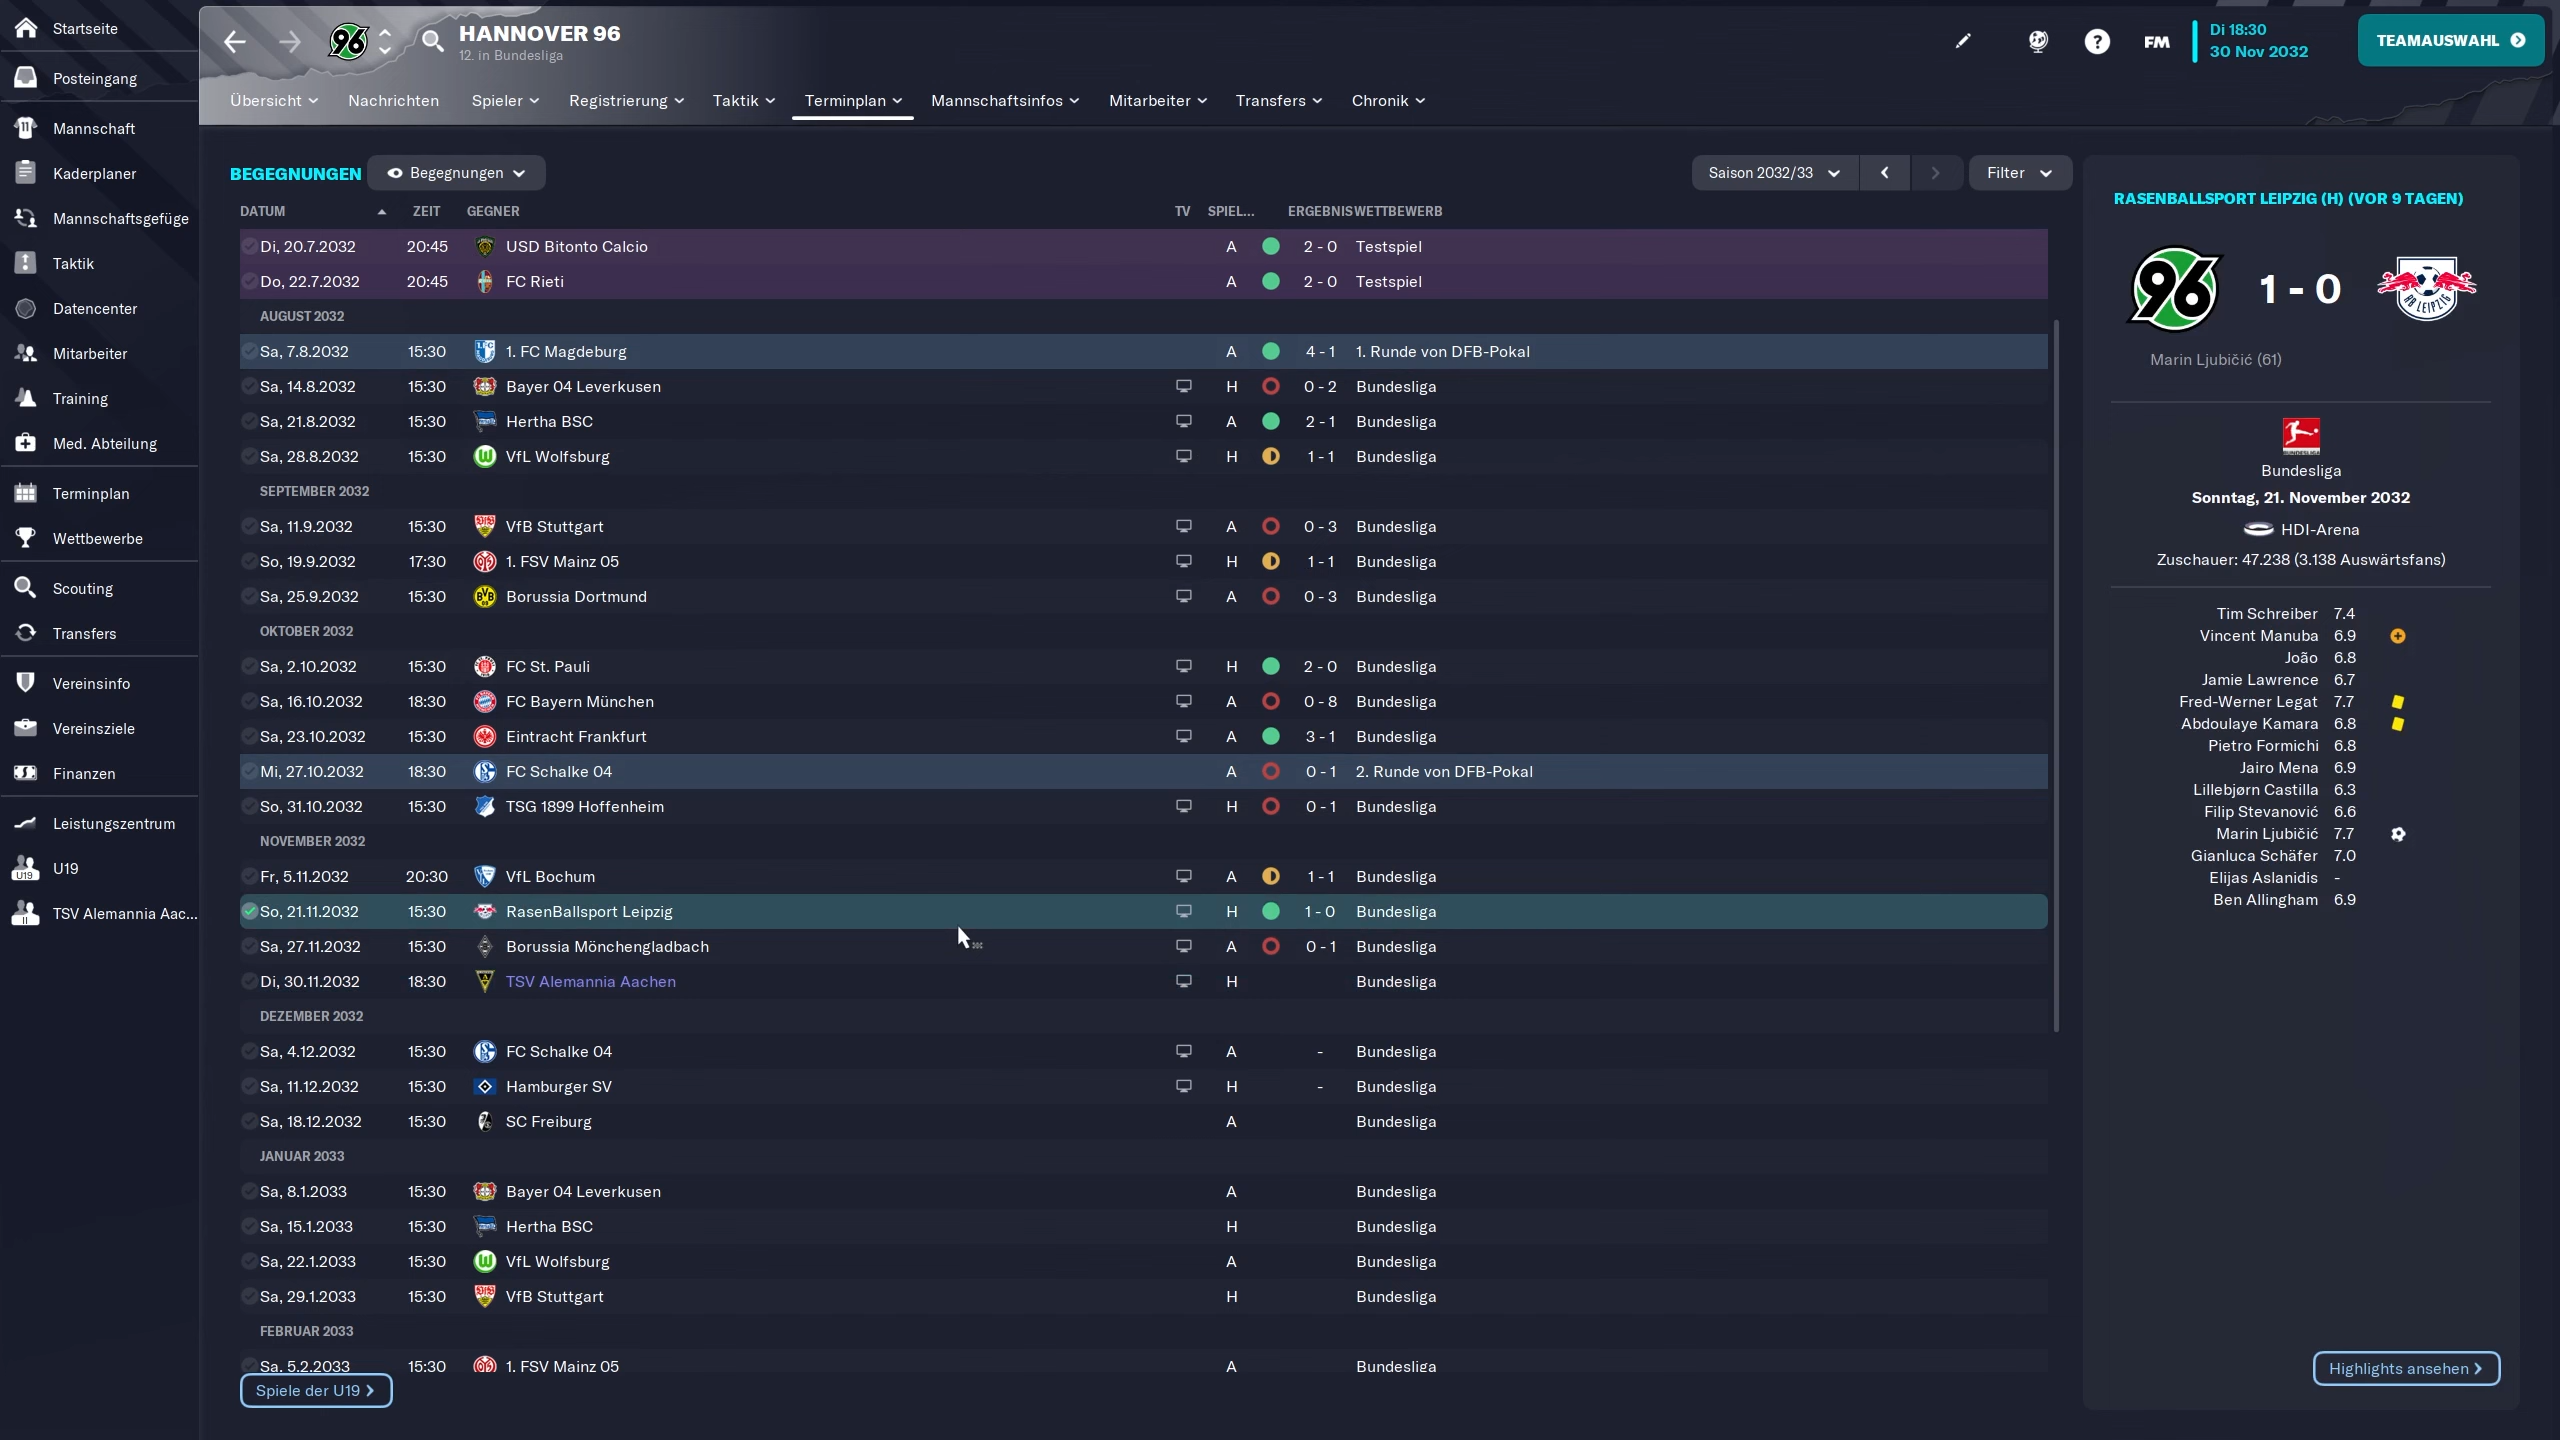 Startseite
Posteingang
Mannschaft
Kaderplaner
Mannschaftsgefüge
Taktik
Datencenter
Mitarbeiter
Training
Med. Abteilung
Terminplan
Wettbewerbe
Scouting
Transfers
Vereinsinfo
Vereinsziele
Finanzen
Leistungszentrum
U19
TSV Alemannia Aac...
HANNOVER 96
12. in Bundesliga
FM
Di 18:30
30 Nov 2032
TEAMAUSWAHL
Übersicht Nachrichten Spieler Registrierung Taktik Terminplan Mannschaftsinfos Mitarbeiter Transfers Chronik
BEGEGNUNGEN Begegnungen Saison 2032/33 Filter
DATUM ZEIT GEGNER TV SPIEL... ERGEBNIS WETTBEWERB
Di, 20.7.2032 20:45 USD Bitonto Calcio A 2 - 0 Testspiel
Do, 22.7.2032 20:45 FC Rieti A 2 - 0 Testspiel
AUGUST 2032
Sa, 7.8.2032 15:30 1. FC Magdeburg A 4 - 1 1. Runde von DFB-Pokal
Sa, 14.8.2032 15:30 Bayer 04 Leverkusen H 0 - 2 Bundesliga
Sa, 21.8.2032 15:30 Hertha BSC A 2 - 1 Bundesliga
Sa, 28.8.2032 15:30 VfL Wolfsburg H 1 - 1 Bundesliga
SEPTEMBER 2032
Sa, 11.9.2032 15:30 VfB Stuttgart A 0 - 3 Bundesliga
So, 19.9.2032 17:30 1. FSV Mainz 05 H 1 - 1 Bundesliga
Sa, 25.9.2032 15:30 Borussia Dortmund A 0 - 3 Bundesliga
OKTOBER 2032
Sa, 2.10.2032 15:30 FC St. Pauli H 2 - 0 Bundesliga
Sa, 16.10.2032 18:30 FC Bayern München A 0 - 8 Bundesliga
Sa, 23.10.2032 15:30 Eintracht Frankfurt A 3 - 1 Bundesliga
Mi, 27.10.2032 18:30 FC Schalke 04 A 0 - 1 2. Runde von DFB-Pokal
So, 31.10.2032 15:30 TSG 1899 Hoffenheim H 0 - 1 Bundesliga
NOVEMBER 2032
Fr, 5.11.2032 20:30 VfL Bochum A 1 - 1 Bundesliga
So, 21.11.2032 15:30 RasenBallsport Leipzig H 1 - 0 Bundesliga
Sa, 27.11.2032 15:30 Borussia Mönchengladbach A 0 - 1 Bundesliga
Di, 30.11.2032 18:30 TSV Alemannia Aachen H Bundesliga
DEZEMBER 2032
Sa, 4.12.2032 15:30 FC Schalke 04 A - Bundesliga
Sa, 11.12.2032 15:30 Hamburger SV H - Bundesliga
Sa, 18.12.2032 15:30 SC Freiburg A Bundesliga
JANUAR 2033
Sa, 8.1.2033 15:30 Bayer 04 Leverkusen A Bundesliga
Sa, 15.1.2033 15:30 Hertha BSC H Bundesliga
Sa, 22.1.2033 15:30 VfL Wolfsburg A Bundesliga
Sa, 29.1.2033 15:30 VfB Stuttgart H Bundesliga
FEBRUAR 2033
Sa, 5.2.2033 15:30 1. FSV Mainz 05 A Bundesliga
Spiele der U19
RASENBALLSPORT LEIPZIG (H) (VOR 9 TAGEN)
96 1 - 0 RB LEIPZIG
Marin Ljubičić (61)
Bundesliga
Sonntag, 21. November 2032
HDI-Arena
Zuschauer: 47.238 (3.138 Auswärtsfans)
Tim Schreiber 7.4
Vincent Manuba 6.9
João 6.8
Jamie Lawrence 6.7
Fred-Werner Legat 7.7
Abdoulaye Kamara 6.8
Pietro Formichi 6.8
Jairo Mena 6.9
Lillebjørn Castilla 6.3
Filip Stevanović 6.6
Marin Ljubičić 7.7
Gianluca Schäfer 7.0
Elijas Aslanidis -
Ben Allingham 6.9
Highlights ansehen